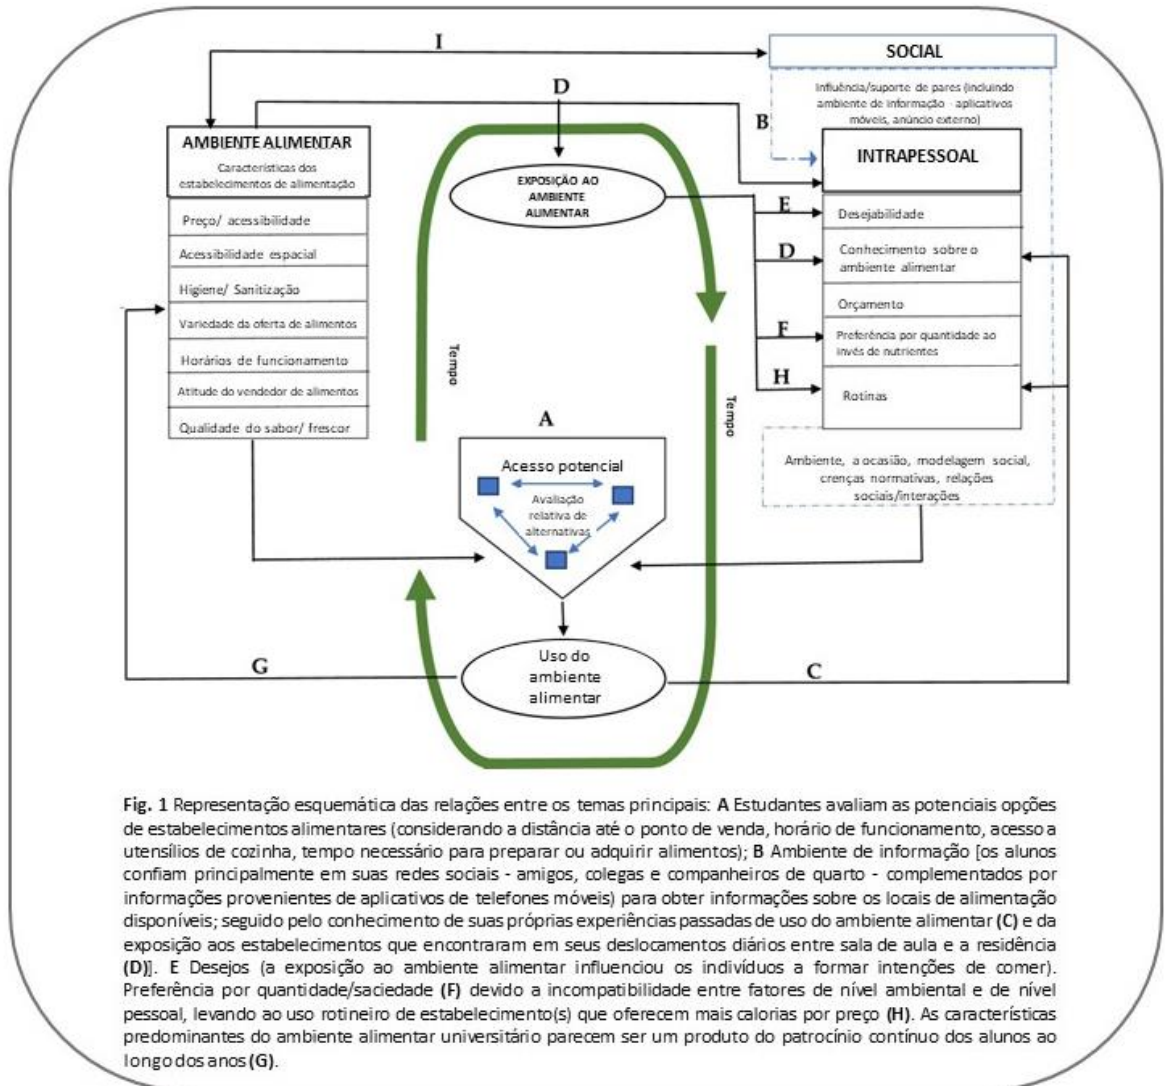 I
SOCIAL
Influência/suporte de pares (incluindo
ambiente de informação - aplicativos
móveis, anúncio externo)
D
B
AMBIENTE ALIMENTAR
Características dos
estabelecimentos de alimentação
Preço/ acessibilidade
Acessibilidade espacial
Higiene/ Sanitização
Variedade da oferta de alimentos
Horários de funcionamento
Atitude do vendedor de alimentos
Qualidade do sabor/ frescor
EXPOSIÇÃO AO
AMBIENTE
ALIMENTAR
INTRAPESSOAL
E
Desejabilidade
D
Conhecimento sobre o
ambiente alimentar
Orçamento
F
Preferência por quantidade ao
invés de nutrientes
H
Rotinas
Tempo
Tempo
A
Acesso potencial
Avaliação
relativa de
alternativas
Ambiente, a ocasião, modelagem social,
crenças normativas, relações
sociais/interações
G
Uso do
ambiente
alimentar
C
Fig. 1 Representação esquemática das relações entre os temas principais: A Estudantes avaliam as potenciais opções
de estabelecimentos alimentares (considerando a distância até o ponto de venda, horário de funcionamento, acesso a
utensílios de cozinha, tempo necessário para preparar ou adquirir alimentos); B Ambiente de informação [os alunos
confiam principalmente em suas redes sociais - amigos, colegas e companheiros de quarto - complementados por
informações provenientes de aplicativos de telefones móveis) para obter informações sobre os locais de alimentação
disponíveis; seguido pelo conhecimento de suas próprias experiências passadas de uso do ambiente alimentar (C) e da
exposição aos estabelecimentos que encontraram em seus deslocamentos diários entre sala de aula e a residência
(D)]. E Desejos (a exposição ao ambiente alimentar influenciou os indivíduos a formar intenções de comer).
Preferência por quantidade/saciedade (F) devido a incompatibilidade entre fatores de nível ambiental e de nível
pessoal, levando ao uso rotineiro de estabelecimento(s) que oferecem mais calorias por preço (H). As características
predominantes do ambiente alimentar universitário parecem ser um produto do patrocínio contínuo dos alunos ao
longo dos anos (G).